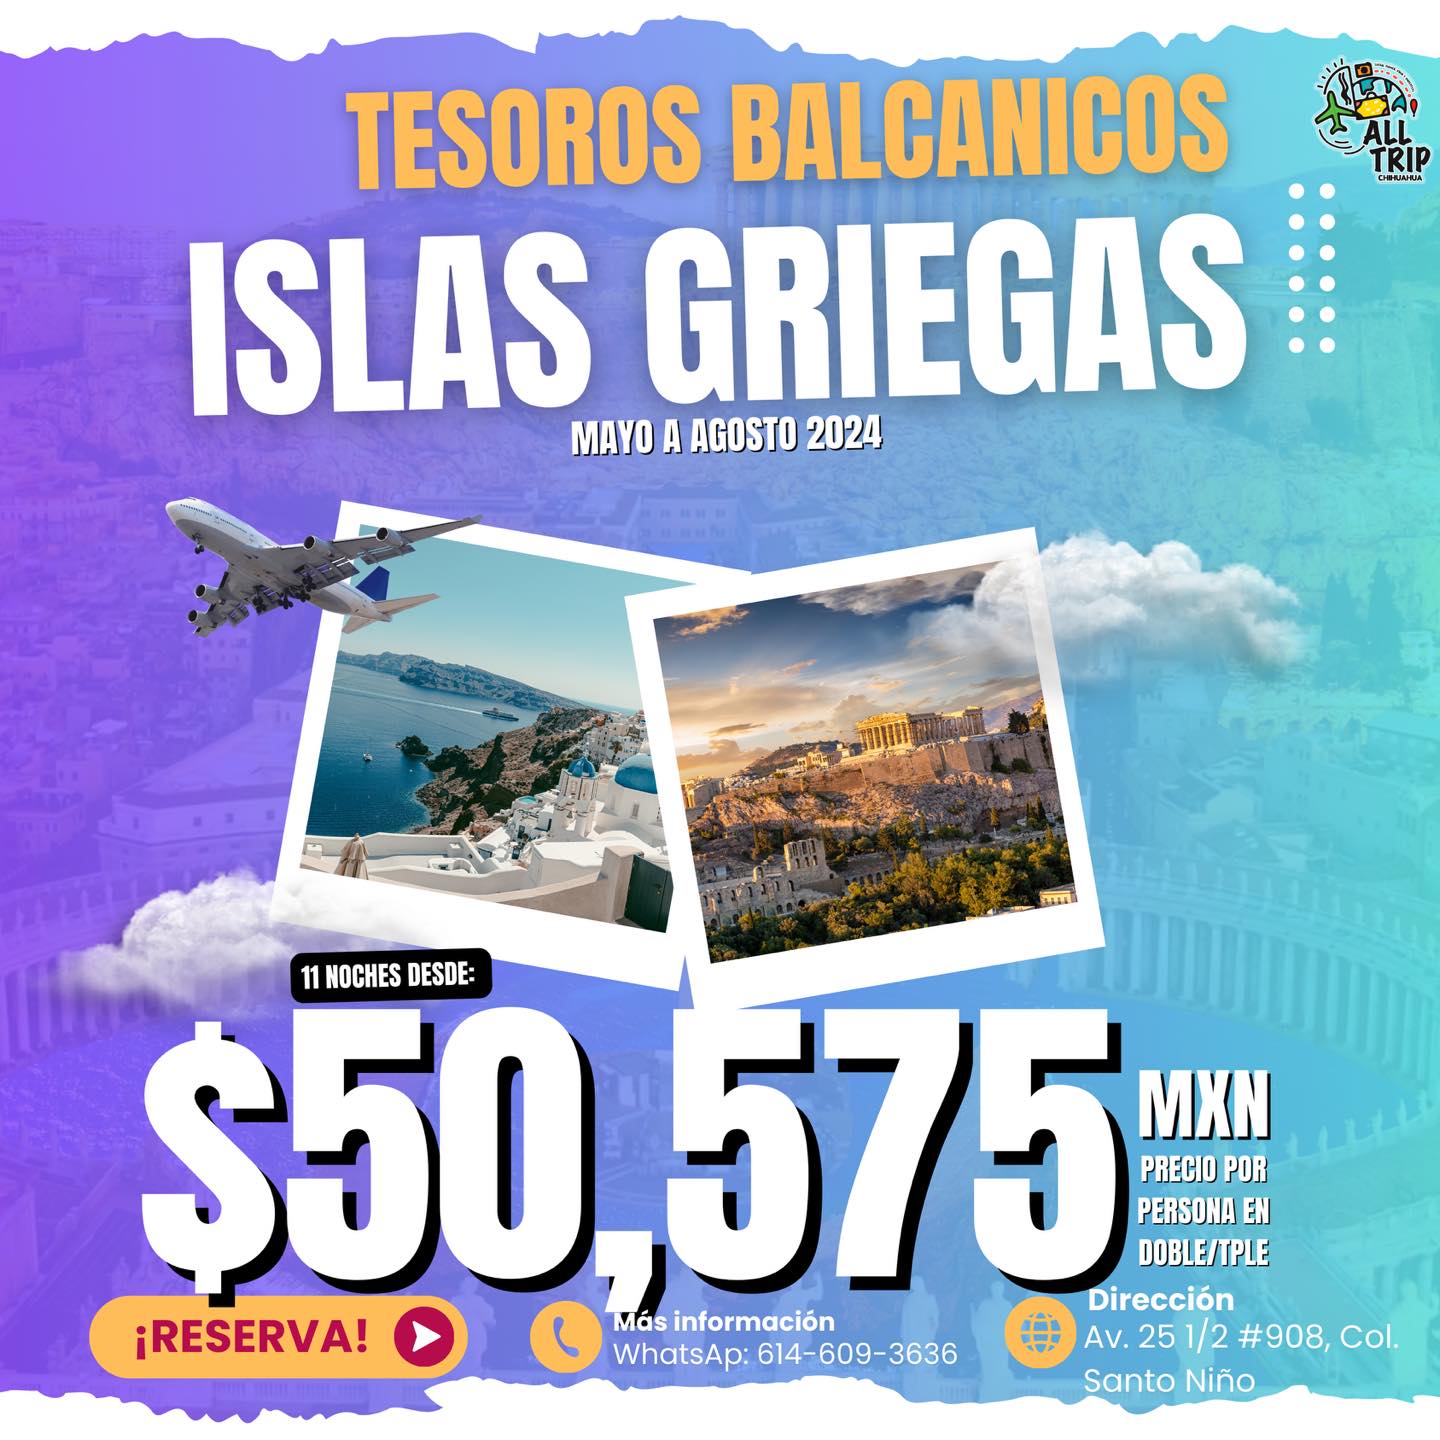 TESOROS BALCANICOS
ALL
TRIP
CHIHUAHUA
ISLAS GRIEGAS
MAYO A AGOSTO 2024
11 NOCHES DESDE:
$50,575
MXN
PRECIO POR
PERSONA EN
DOBLE/TPLE
¡RESERVA!
Más información
WhatsAp: 614-609-3636
Dirección
Av. 25 1/2 #908, Col.
Santo Niño